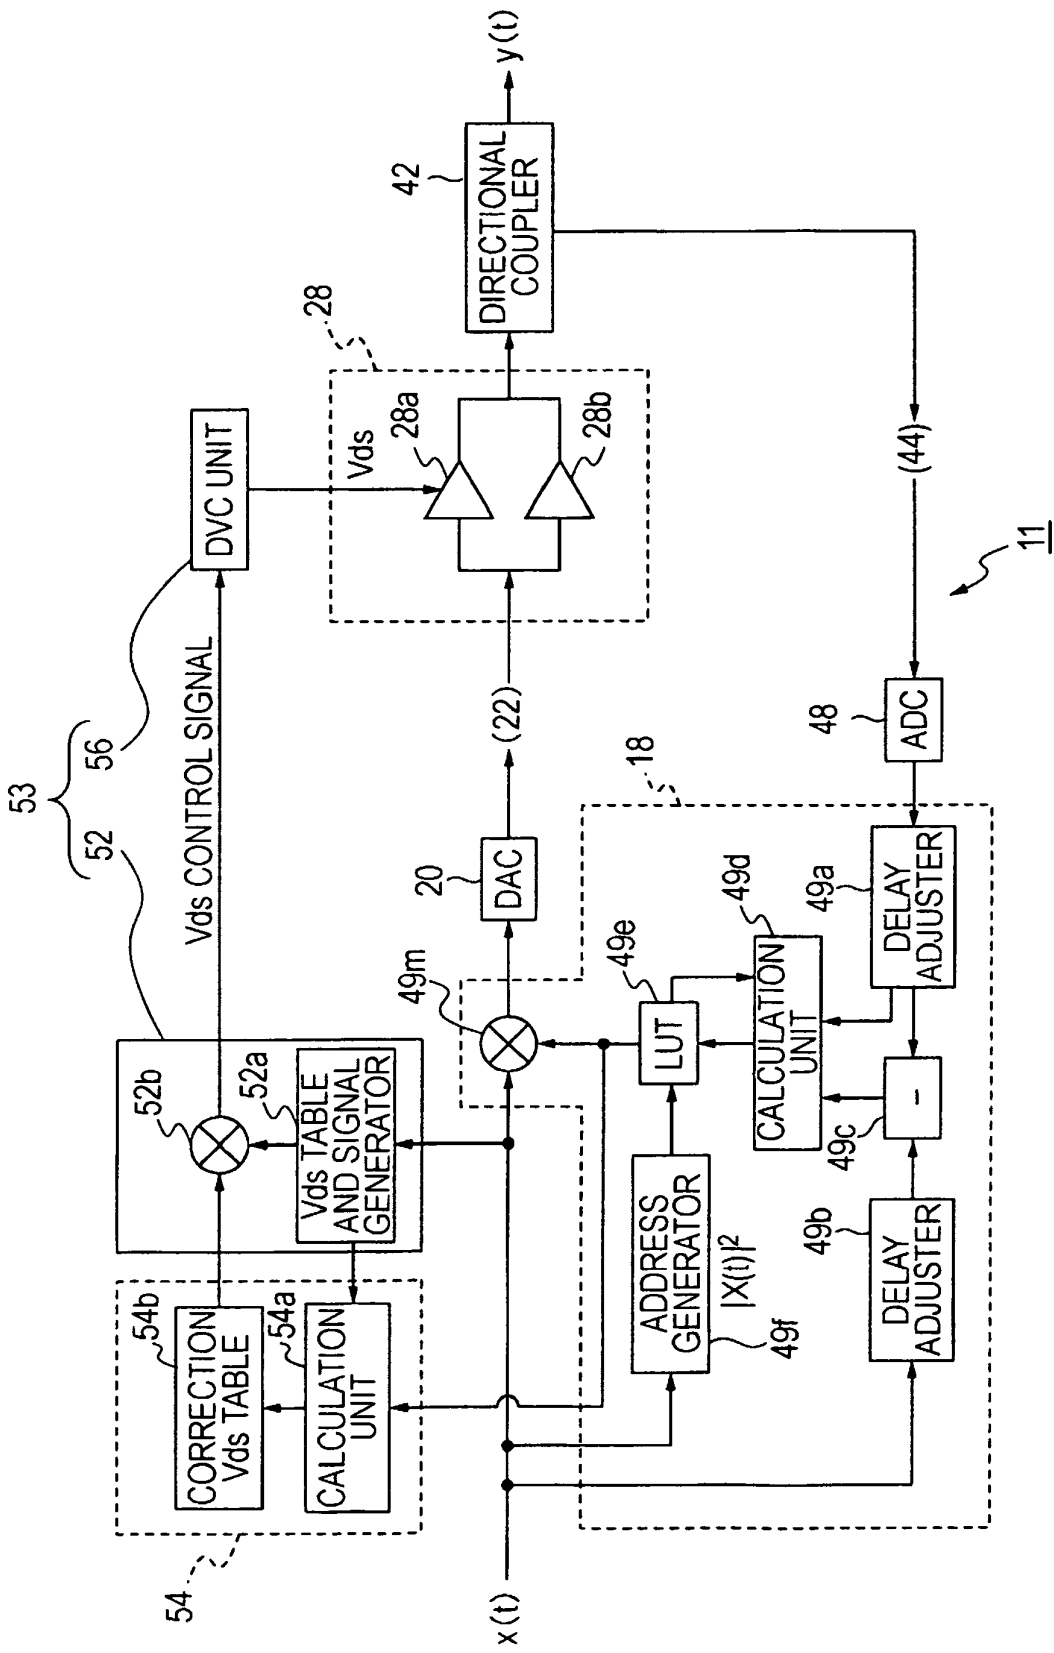 53
52
56
54
54b
CORRECTION
Vds TABLE
54a
CALCULATION
UNIT
52b
52a
Vds TABLE
AND SIGNAL
GENERATOR
Vds CONTROL SIGNAL
DVC UNIT
28
Vds
28a
28b
x(t)
49m
20
DAC
(22)
42
DIRECTIONAL
COUPLER
y(t)
18
49e
LUT
49d
CALCULATION
UNIT
ADDRESS
GENERATOR
|X(t)|²
49f
49b
DELAY
ADJUSTER
49c
-
49a
DELAY
ADJUSTER
48
ADC
(44)
11